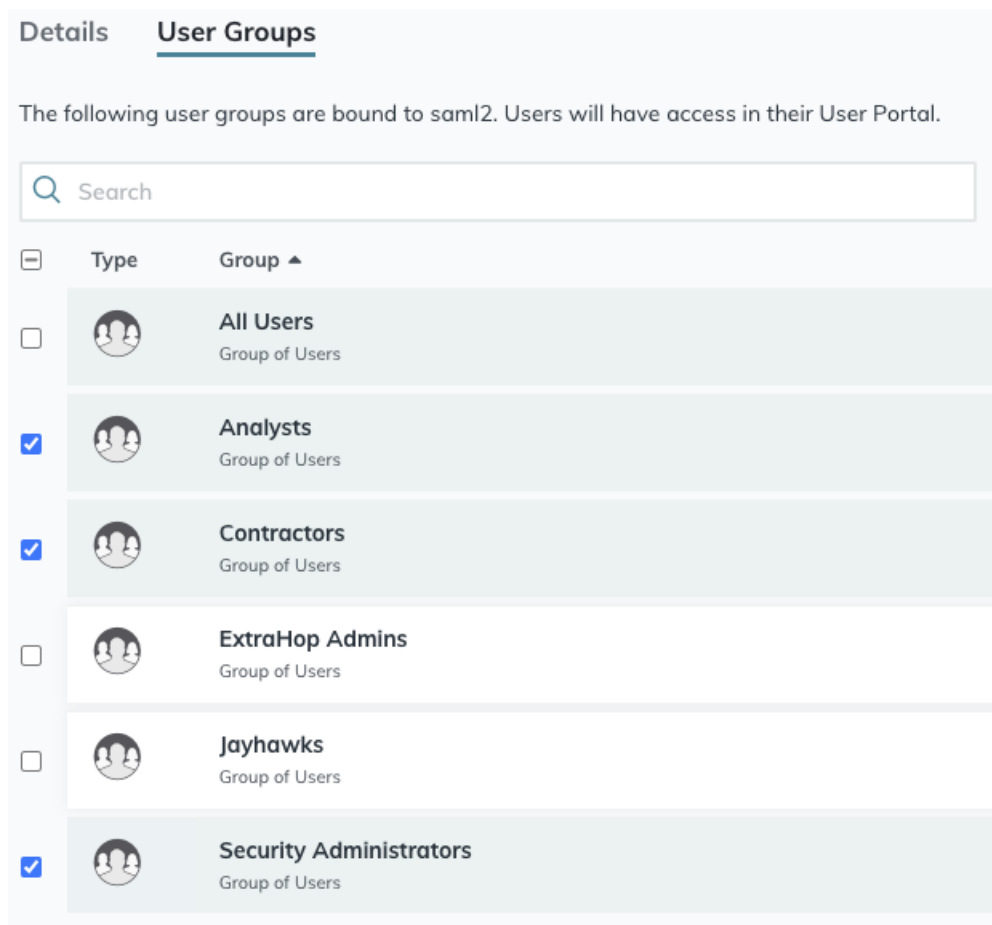 Details User Groups
The following user groups are bound to saml2. Users will have access in their User Portal.
Search
Type Group
All Users
Group of Users
Analysts
Group of Users
Contractors
Group of Users
ExtraHop Admins
Group of Users
Jayhawks
Group of Users
Security Administrators
Group of Users